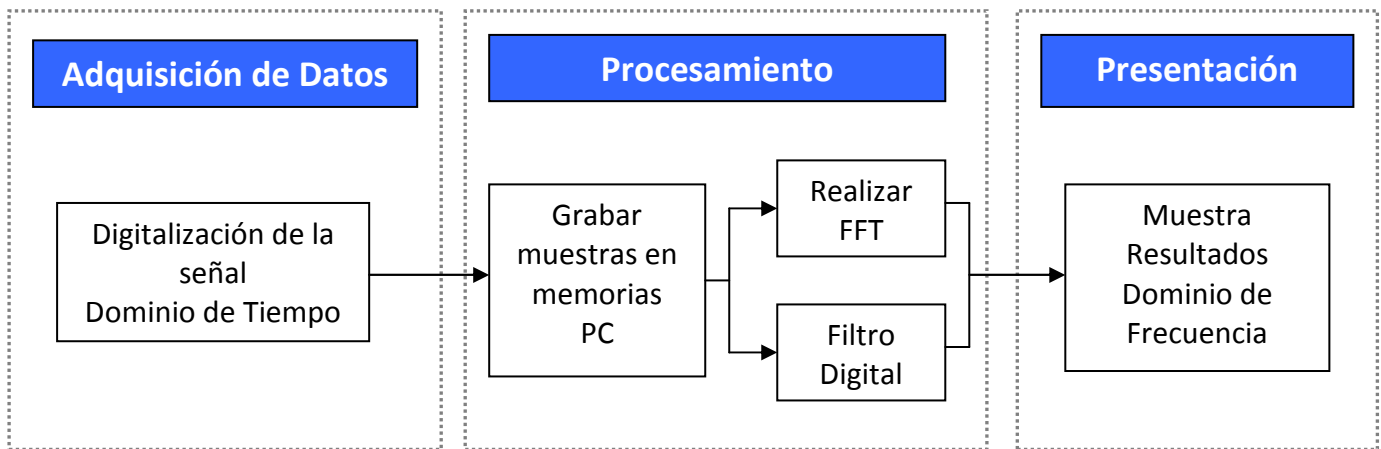 Adquisición de Datos
Procesamiento
Presentación
Digitalización de la
señal
Dominio de Tiempo
Grabar
muestras en
memorias
PC
Realizar
FFT
Filtro
Digital
Muestra
Resultados
Dominio de
Frecuencia